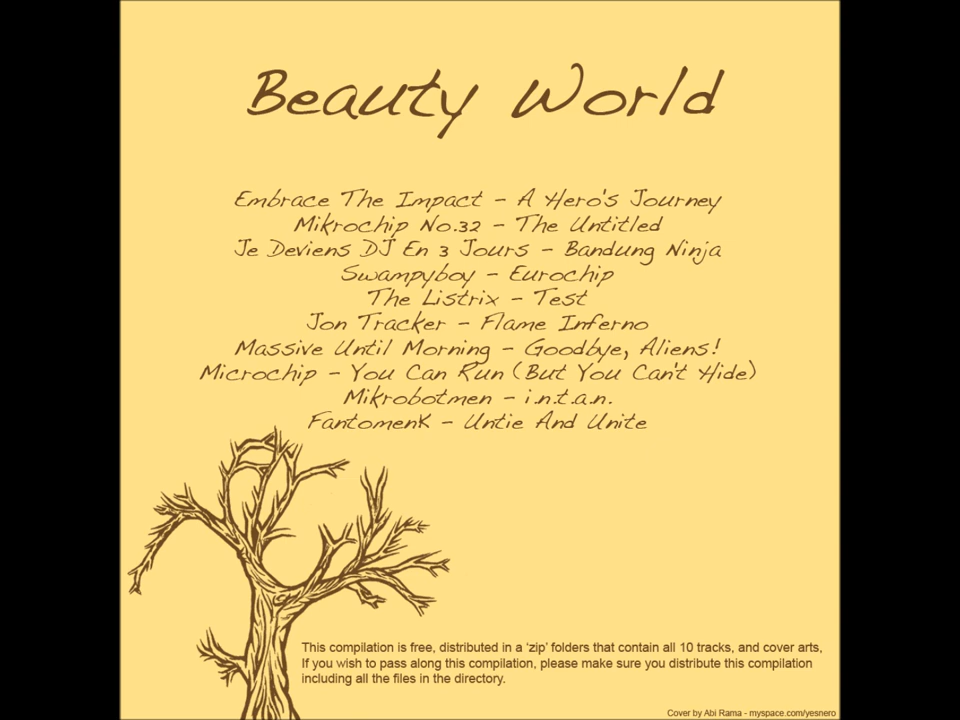 Beauty World
Embrace The Impact - A Hero's Journey
Mikrochip No.32 - The Untitled
Je Deviens DJ En 3 Jours - Bandung Ninja
Swampyboy - Eurochip
The Listrix - Test
Jon Tracker - Flame Inferno
Massive Until Morning - Goodbye, Aliens!
Microchip - You Can Run (But You Can't Hide)
Mikrobotmen - i.n.t.a.n.
FantomenK - Untie And Unite
This compilation is free, distributed in a 'zip' folders that contain all 10 tracks, and cover arts,
If you wish to pass along this compilation, please make sure you distribute this compilation
including all the files in the directory.
Cover by Abi Rama - myspace.com/yesnero